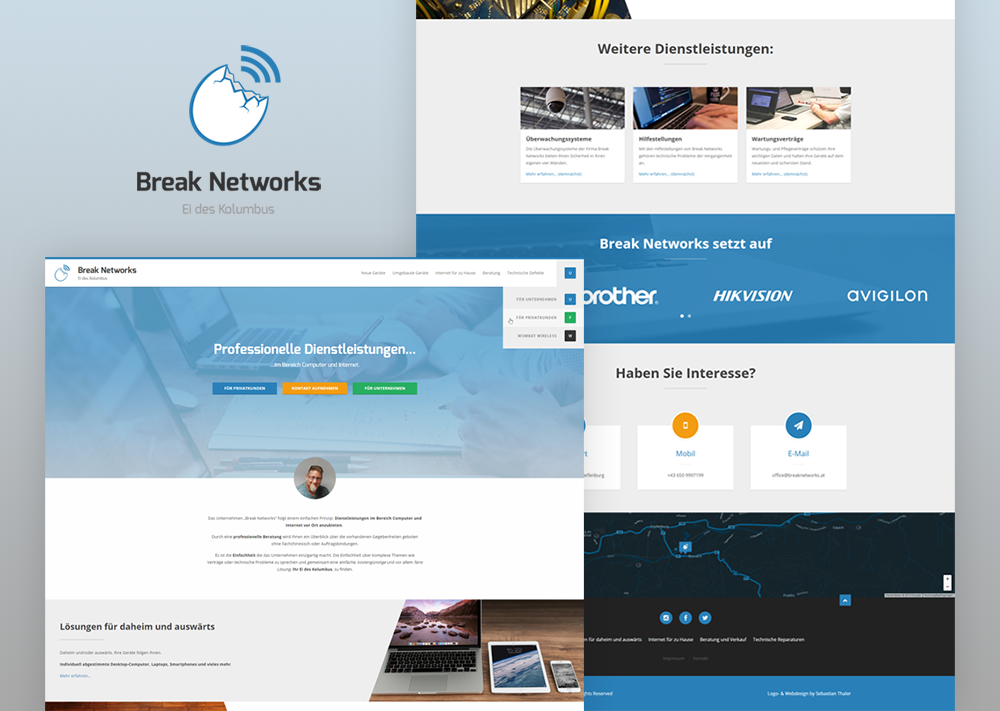 Break Networks
Ei des Kolumbus
Break Networks
Ei des Kolumbus
Neue Geräte Umgebaute Geräte Internet für zu Hause Beratung Technische Defekte
U
FÜR UNTERNEHMEN U
FÜR PRIVATKUNDEN P
WOMBAT WIRELESS W
Professionelle Dienstleistungen...
...im Bereich Computer und Internet.
FÜR PRIVATKUNDEN KONTAKT AUFNEHMEN FÜR UNTERNEHMEN
Das Unternehmen „Break Networks“ folgt einem einfachen Prinzip: Dienstleistungen im Bereich Computer und
Internet vor Ort anzubieten.
Durch eine professionelle Beratung wird Ihnen ein Überblick über die vorhandenen Gegebenheiten geboten
ohne Fachchinesisch oder Auftragsbindungen.
Es ist die Einfachheit die das Unternehmen einzigartig macht. Die Einfachheit über komplexe Themen wie
Verträge oder technische Probleme zu sprechen und gemeinsam eine einfache, kostengünstige und vor allem faire
Lösung: Ihr Ei des Kolumbus, zu finden.
Lösungen für daheim und auswärts
Daheim und/oder auswärts, Ihre Geräte folgen Ihnen.
Individuell abgestimmte Desktop-Computer, Laptops, Smartphones und vieles mehr
Mehr erfahren...
Weitere Dienstleistungen:
Überwachungssysteme
Die Überwachungssysteme der Firma Break
Networks bieten Ihnen Sicherheit in Ihren
eigenen vier Wänden.
Mehr erfahren... (demnächst)
Hilfestellungen
Mit den Hilfestellungen von Break Networks
gehören technische Probleme der Vergangenheit
an.
Mehr erfahren... (demnächst)
Wartungsverträge
Wartungs- und Pflegeverträge schützen Ihre
wichtigen Daten und halten Ihre Geräte auf dem
neuesten und sichersten Stand.
Mehr erfahren... (demnächst)
Break Networks setzt auf
brother HIKVISION AVIGILON
Haben Sie Interesse?
Mobil
+43 650 9907199
E-Mail
office@breaknetworks.at
für daheim und auswärts Internet für zu Hause Beratung und Verkauf Technische Reparaturen
Impressum Kontakt
Reserved
Logo- & Webdesign by Sebastian Thaler